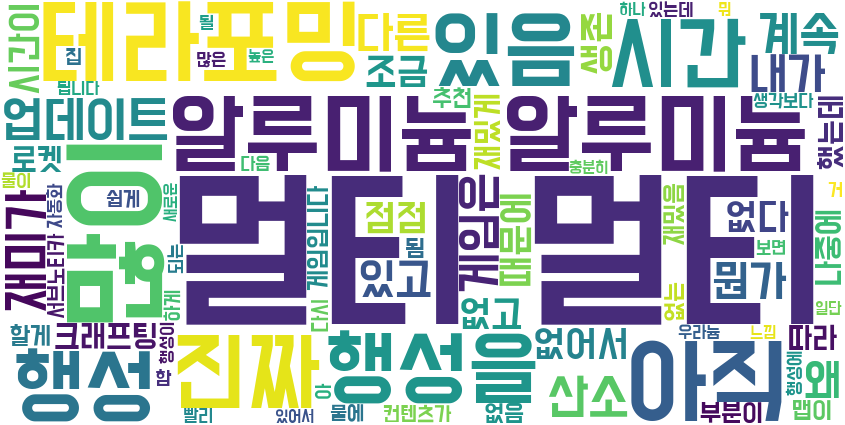 시간이
테라포밍
될
집
많은
높은
됩니다
다른
조금
있음
추천
생존
하나
있는데
뭐
시간
계속
내가
생각보다
업데이트
알루미늄
알루미늄
로켓
다음
재밌게
충분히
했는데
물이
재미가
서브노티카
자동화
이런
쉽게
새로운
되는
하게
멀티
멀티
게임입니다
점점
있고
됨
다시
게임은
때문에
재밌음
없는
없다
뭔가
보면
거
나중에
일단
할게
크래프팅
행성이
함
행성
진짜
빨리
있어서
아
물에
행성
컨텐츠가
없고
을
없음
없어서
산소
우라늄
느낌
아직
부분이
따라
행성에
왜
맵이